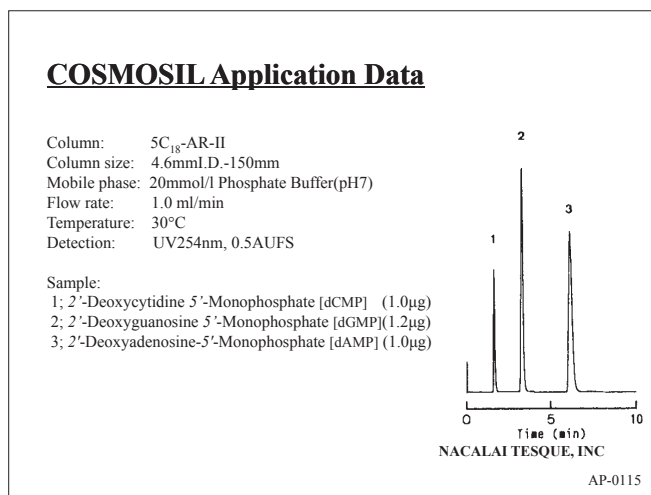 COSMOSIL Application Data
Column: 5C18-AR-II
Column size: 4.6mmI.D.-150mm
Mobile phase: 20mmol/l Phosphate Buffer(pH7)
Flow rate: 1.0 ml/min
Temperature: 30°C
Detection: UV254nm, 0.5AUFS
Sample:
1; 2’-Deoxycytidine 5’-Monophosphate [dCMP] (1.0μg)
2; 2’-Deoxyguanosine 5’-Monophosphate [dGMP](1.2μg)
3; 2'-Deoxyadenosine-5'-Monophosphate [dAMP] (1.0μg)
2
3
1
0 5 10
Time (min)
NACALAI TESQUE, INC
AP-0115